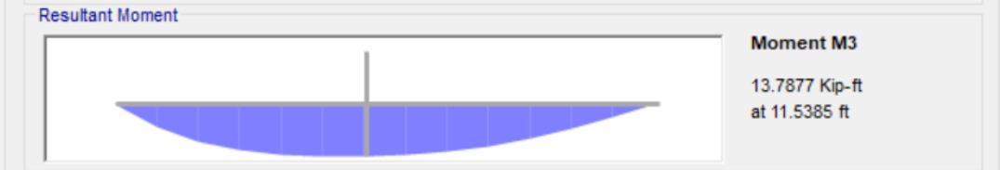 Resultant Moment
Moment M3
13.7877 Kip-ft
at 11.5385 ft